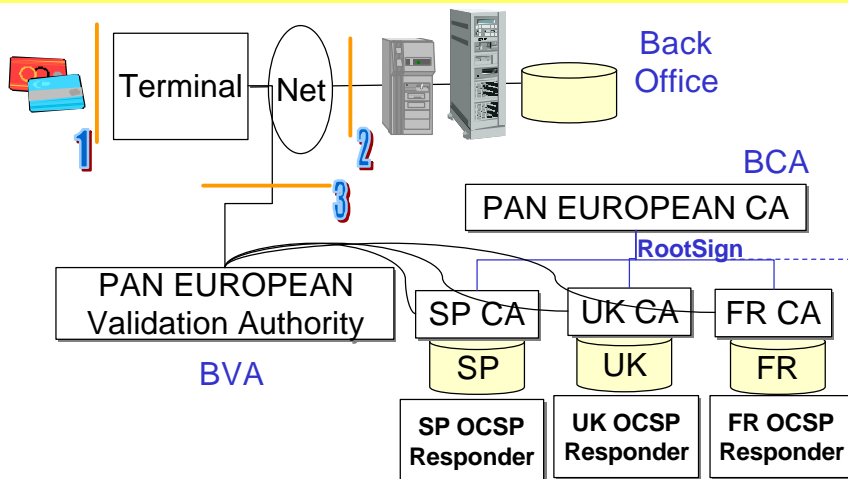 Terminal
Net
Back
Office
1
2
3
BCA
PAN EUROPEAN CA
RootSign
PAN EUROPEAN
Validation Authority
BVA
SP CA
UK CA
FR CA
SP
UK
FR
SP OCSP
Responder
UK OCSP
Responder
FR OCSP
Responder